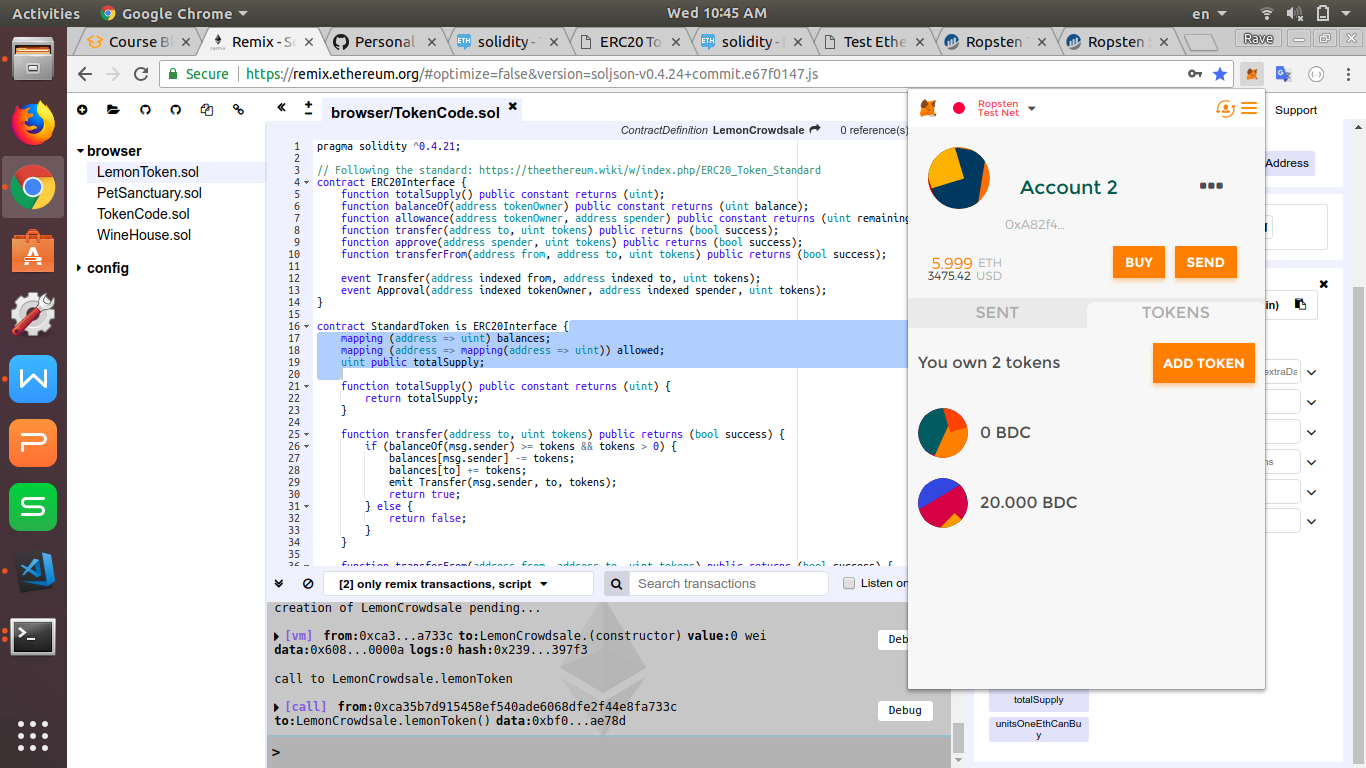 Activities
Google Chrome
Wed 10:45 AM
en
Course Bl
Remix - So
Personal
solidity - T
ERC20 To
solidity -
Test Ethe
Ropsten T
Ropsten S
Rave
Secure
https://remix.ethereum.org/#optimize=false&version=soljson-v0.4.24+commit.e67f0147.js
browser
LemonToken.sol
PetSanctuary.sol
TokenCode.sol
WineHouse.sol
config
browser/TokenCode.sol
ContractDefinition LemonCrowdsale 0 reference(s)
1 pragma solidity ^0.4.21;
2
3 // Following the standard: https://theethereum.wiki/w/index.php/ERC20_Token_Standard
4 contract ERC20Interface {
5 function totalSupply() public constant returns (uint);
6 function balanceOf(address tokenOwner) public constant returns (uint balance);
7 function allowance(address tokenOwner, address spender) public constant returns (uint remaining
8 function transfer(address to, uint tokens) public returns (bool success);
9 function approve(address spender, uint tokens) public returns (bool success);
10 function transferFrom(address from, address to, uint tokens) public returns (bool success);
11
12 event Transfer(address indexed from, address indexed to, uint tokens);
13 event Approval(address indexed tokenOwner, address indexed spender, uint tokens);
14 }
15
16 contract StandardToken is ERC20Interface {
17 mapping (address => uint) balances;
18 mapping (address => mapping(address => uint)) allowed;
19 uint public totalSupply;
20
21 function totalSupply() public constant returns (uint) {
22 return totalSupply;
23 }
24
25 function transfer(address to, uint tokens) public returns (bool success) {
26 if (balanceOf(msg.sender) >= tokens && tokens > 0) {
27 balances[msg.sender] -= tokens;
28 balances[to] += tokens;
29 emit Transfer(msg.sender, to, tokens);
30 return true;
31 } else {
32 return false;
33 }
34 }
35
36 function transferFrom(address from, address to, uint tokens) public returns (bool success) {
[2] only remix transactions, script
Search transactions
Listen on
creation of LemonCrowdsale pending...
[vm] from:0xca3...a733c to:LemonCrowdsale.(constructor) value:0 wei
data:0x608...0000a logs:0 hash:0x239...397f3
Deb
call to LemonCrowdsale.lemonToken
[call] from:0xca35b7d915458ef540ade6068dfe2f44e8fa733c
to:LemonCrowdsale.lemonToken() data:0xbf0...ae78d
Debug
>
Ropsten
Test Net
Account 2
0xA82f4...
5.999 ETH
3475.42 USD
BUY
SEND
SENT
TOKENS
You own 2 tokens
ADD TOKEN
0 BDC
20.000 BDC
Support
Address
in)
extraDa
ns
totalSupply
unitsOneEthCanBu
y